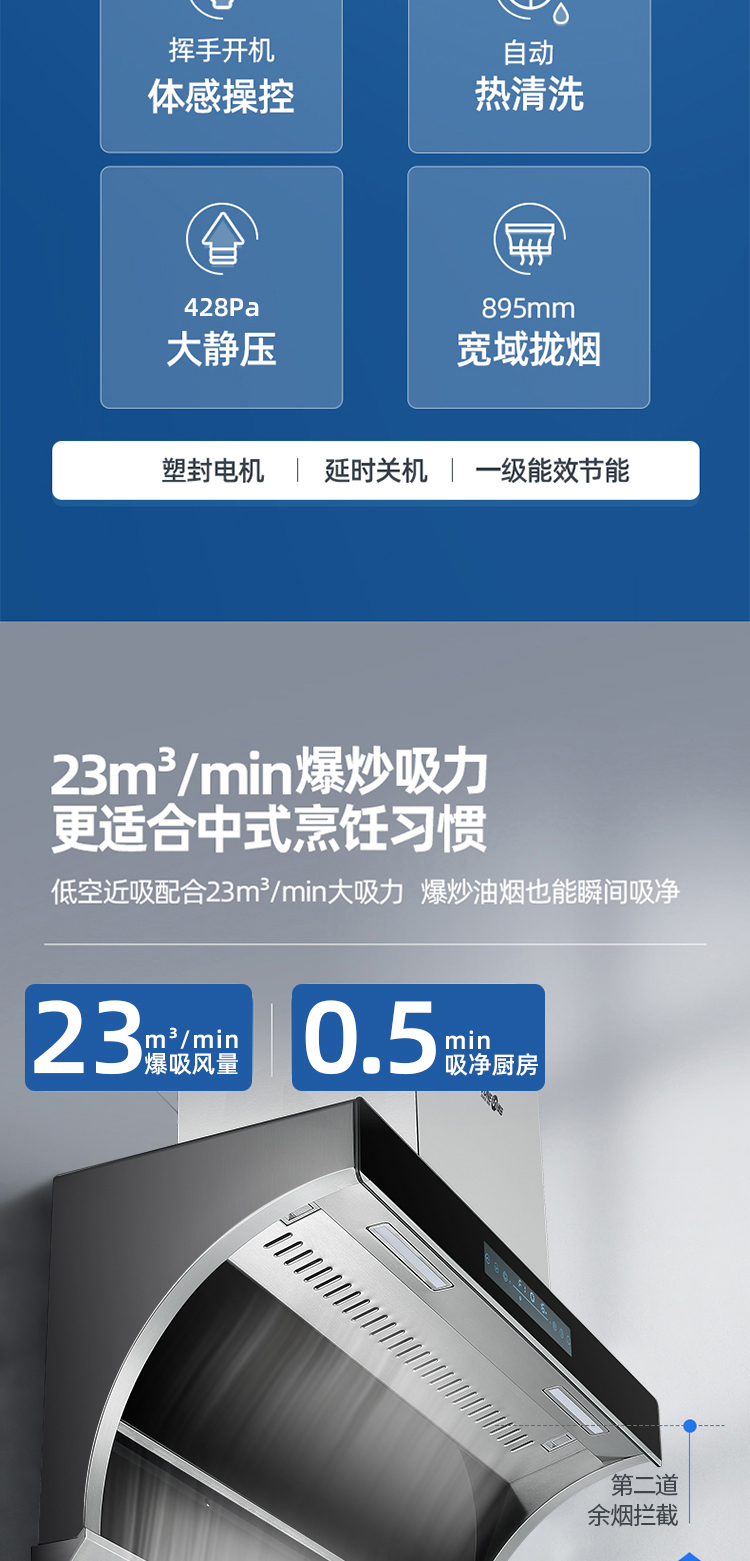 挥手开机
体感操控
自动
热清洗
428Pa
大静压
895mm
宽域拢烟
塑封电机 | 延时关机 | 一级能效节能
23m³/min爆炒吸力
更适合中式烹饪习惯
低空近吸配合23m³/min大吸力 爆炒油烟也能瞬间吸净
23m³/min
爆吸风量
0.5min
吸净厨房
第二道
余烟拦截